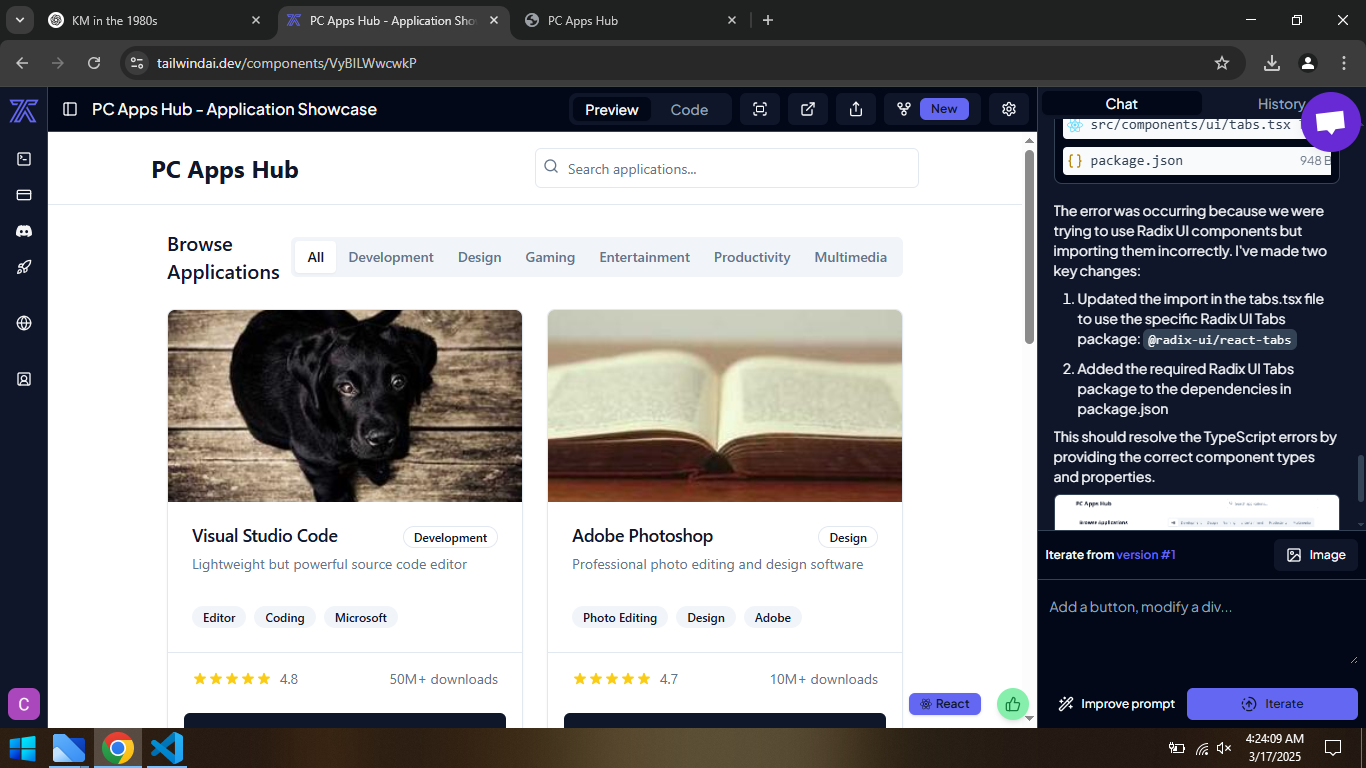 KM in the 1980s
PC Apps Hub - Application Show
PC Apps Hub
tailwindai.dev/components/VyBILWwcwkP
PC Apps Hub - Application Showcase
Preview
Code
New
Chat
History
PC Apps Hub
Search applications...
Browse
Applications
All
Development
Design
Gaming
Entertainment
Productivity
Multimedia
Visual Studio Code
Development
Lightweight but powerful source code editor
Editor
Coding
Microsoft
4.8
50M+ downloads
Adobe Photoshop
Design
Professional photo editing and design software
Photo Editing
Design
Adobe
4.7
10M+ downloads
React
src/components/ui/tabs.tsx
{} package.json
948 B
The error was occurring because we were
trying to use Radix UI components but
importing them incorrectly. I've made two
key changes:
1. Updated the import in the tabs.tsx file
to use the specific Radix UI Tabs
package: @radix-ui/react-tabs
2. Added the required Radix UI Tabs
package to the dependencies in
package.json
This should resolve the TypeScript errors by
providing the correct component types
and properties.
PC Apps Hub
Browse Applications
Iterate from version #1
Image
Add a button, modify a div...
Improve prompt
Iterate
C
4:24:09 AM
3/17/2025